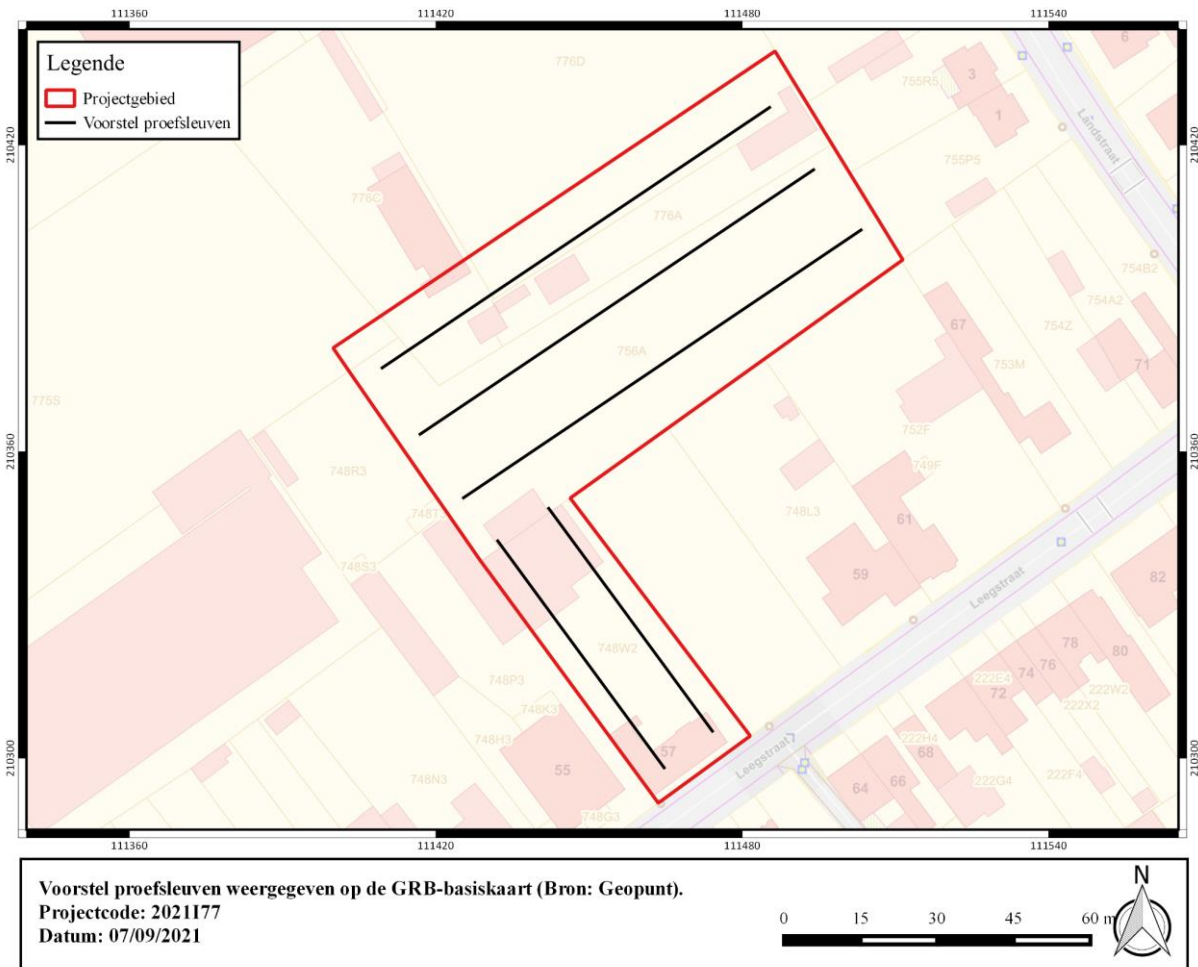 111360
111420
111480
111540
210420
210360
210300
210420
210360
210300
Legende
Projectgebied
Voorstel proefsleuven
776D
755R5
3
1
6
Landstraat
755P5
776C
776A
756A
775S
748R3
748S3
67
753M
754Z
754A2
754B2
71
752F
749F
748L3
61
59
82
Leegstraat
748W2
748P3
748K3
748H3
748N3
748G3
55
57
Leegstraat
78
76
74
72
80
222E4
222X2
222W2
222H4
68
66
64
222G4
222F4
111360
111420
111480
111540
Voorstel proefsleuven weergegeven op de GRB-basiskaart (Bron: Geopunt).
Projectcode: 2021I77
Datum: 07/09/2021
0 15 30 45 60 m
N